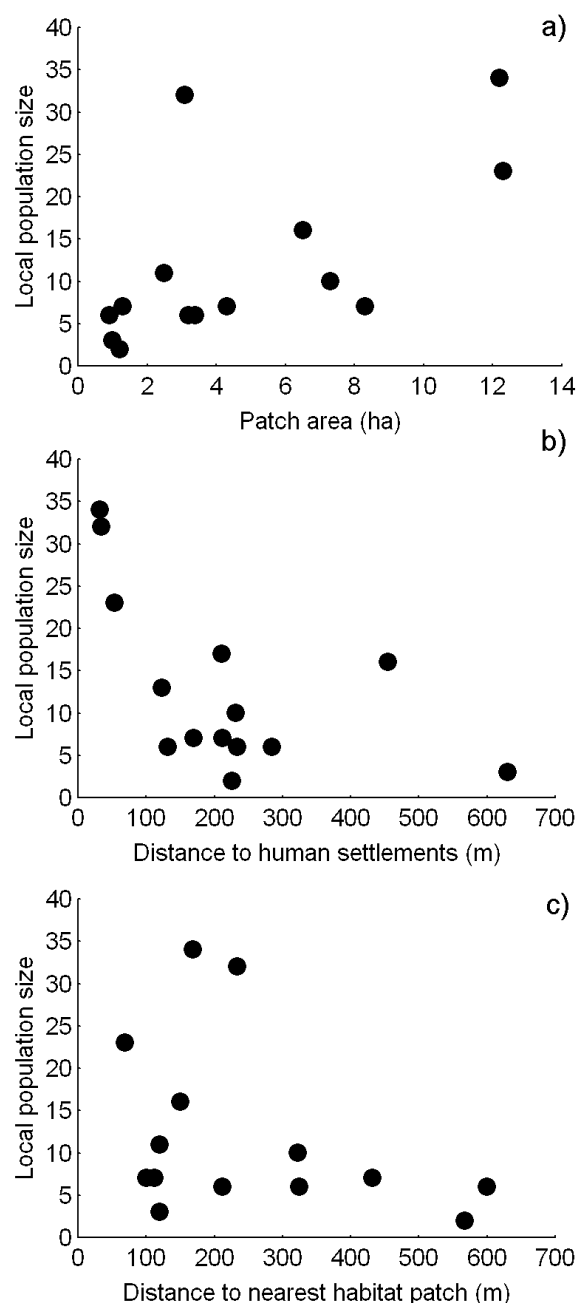 a)
40
35
30
25
20
15
10
5
0
Local population size
0 2 4 6 8 10 12 14
Patch area (ha)
b)
40
35
30
25
20
15
10
5
0
Local population size
0 100 200 300 400 500 600 700
Distance to human settlements (m)
c)
40
35
30
25
20
15
10
5
0
Local population size
0 100 200 300 400 500 600 700
Distance to nearest habitat patch (m)